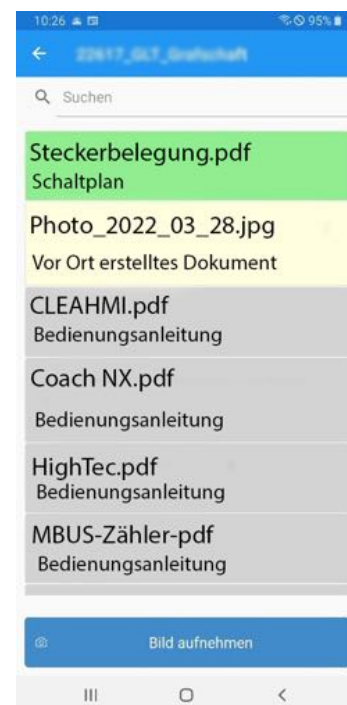 10:26 95%
Suchen
Steckerbelegung.pdf
Schaltplan
Photo_2022_03_28.jpg
Vor Ort erstelltes Dokument
CLEAHMI.pdf
Bedienungsanleitung
Coach NX.pdf
Bedienungsanleitung
HighTec.pdf
Bedienungsanleitung
MBUS-Zähler-pdf
Bedienungsanleitung
Bild aufnehmen